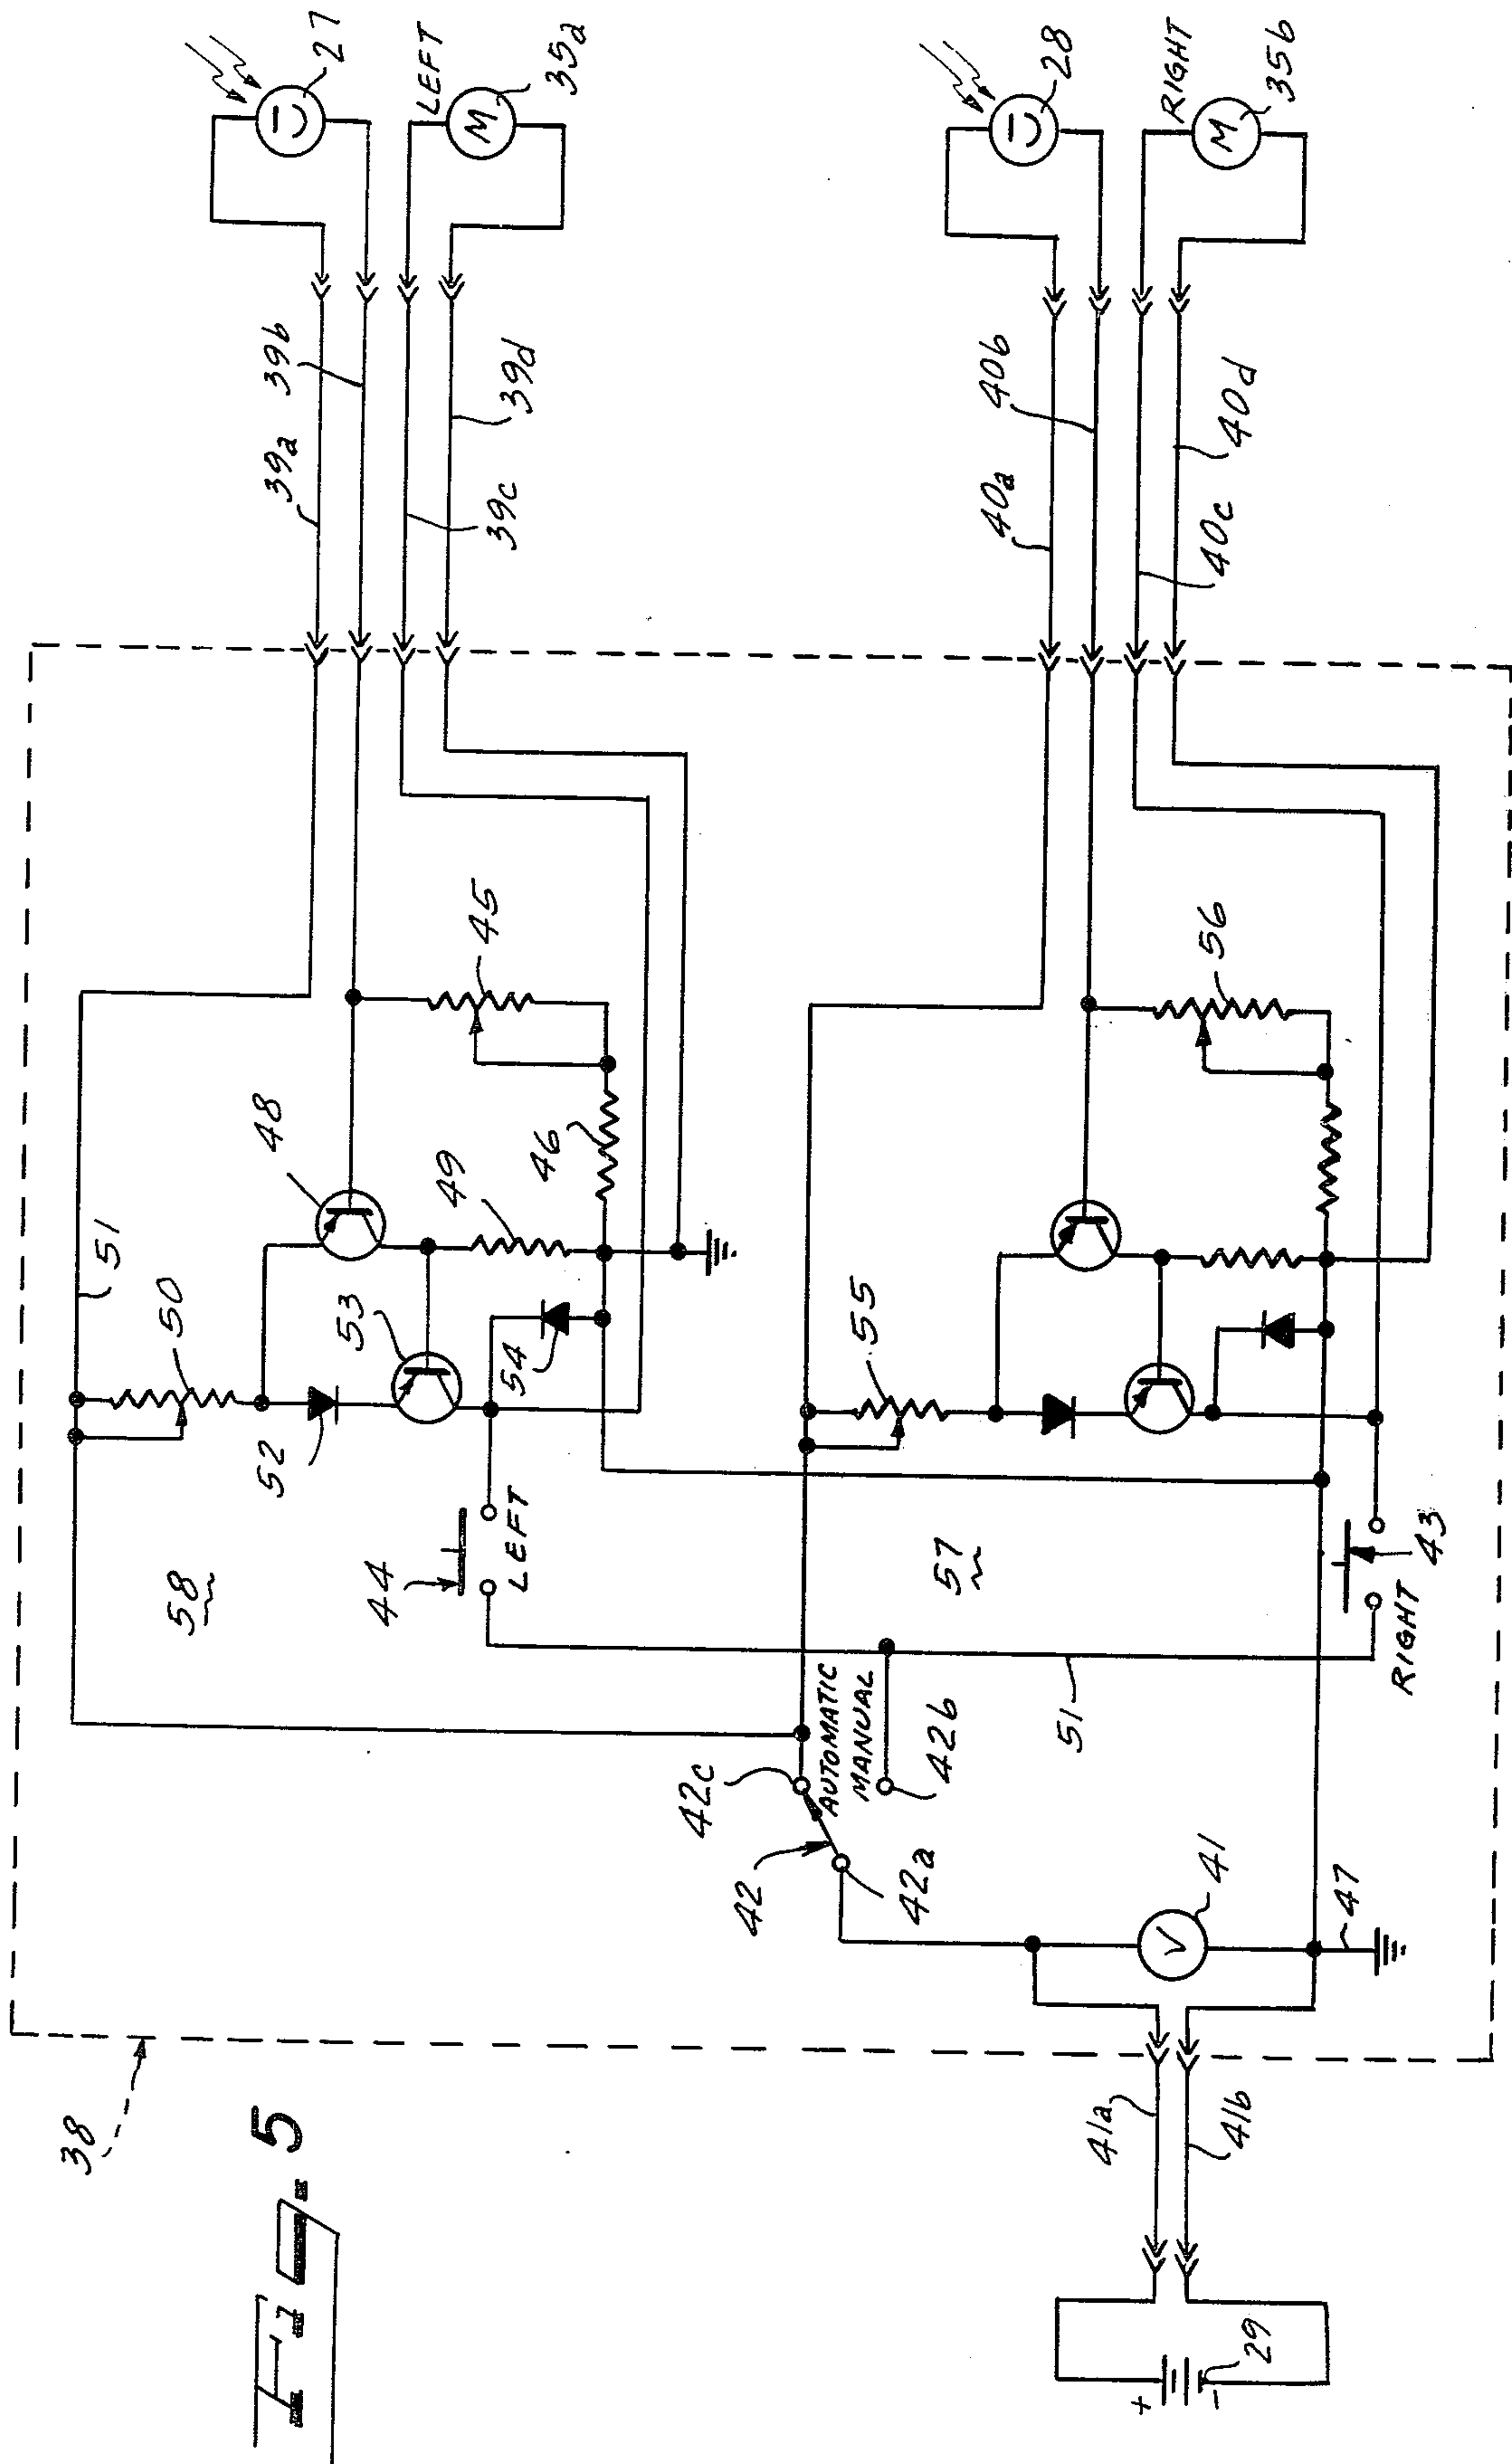 Fig. 5
38
58
51
50
52
53
48
49
54
46
45
44
LEFT
39a
39b
39c
39d
27
LEFT
M
35a
42
42c
42a
AUTOMATIC
MANUAL
42b
51
57
55
56
RIGHT
43
40a
40b
40c
40d
28
RIGHT
M
35b
V
41
47
41a
41b
+
-
29